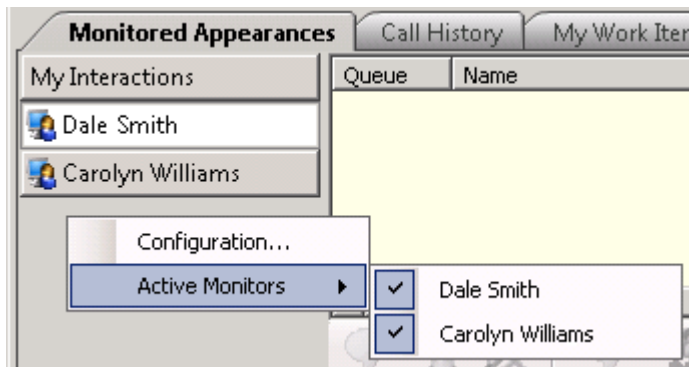 Monitored Appearances Call History My Work Iter
My Interactions Queue Name
Dale Smith
Carolyn Williams
Configuration...
Active Monitors
Dale Smith
Carolyn Williams